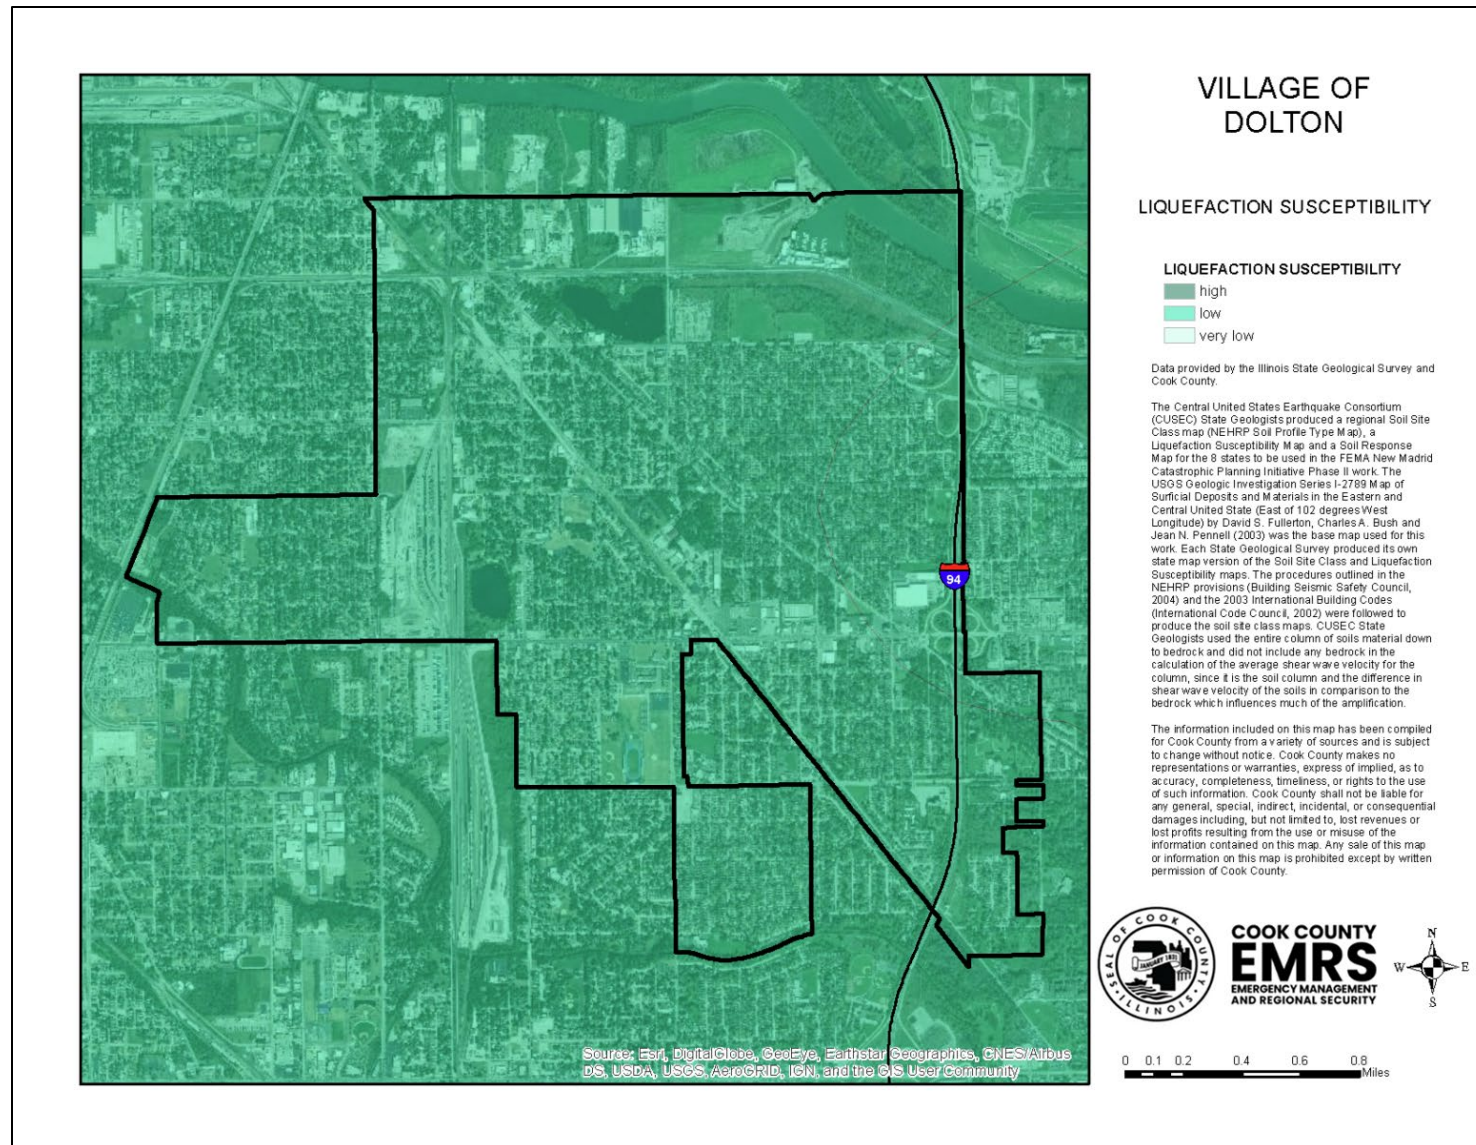 VILLAGE OF
DOLTON
LIQUEFACTION SUSCEPTIBILITY
LIQUEFACTION SUSCEPTIBILITY
high
low
very low
Data provided by the Illinois State Geological Survey and
Cook County.
The Central United States Earthquake Consortium
(CUSEC) State Geologists produced a regional Soil Site
Class map (NEHRP Soil Profile Type Map), a
Liquefaction Susceptibility Map and a Soil Response
Map for the 8 states to be used in the FEMA New Madrid
Catastrophic Planning Initiative Phase II work. The
USGS Geologic Investigation Series I-2789 Map of
Surficial Deposits and Materials in the Eastern and
Central United State (East of 102 degrees West
Longitude) by David S. Fullerton, Charles A. Bush and
Jean N. Pennell (2003) was the base map used for this
work. Each State Geological Survey produced its own
state map version of the Soil Site Class and Liquefaction
Susceptibility maps. The procedures outlined in the
NEHRP provisions (Building Seismic Safety Council,
2004) and the 2003 International Building Codes
(International Code Council, 2002) were followed to
produce the soil site class maps. CUSEC State
Geologists used the entire column of soils material down
to bedrock and did not include any bedrock in the
calculation of the average shear wave velocity for the
column, since it is the soil column and the difference in
shear wave velocity of the soils in comparison to the
bedrock which influences much of the amplification.
The information included on this map has been compiled
for Cook County from a variety of sources and is subject
to change without notice. Cook County makes no
representations or warranties, express of implied, as to
accuracy, completeness, timeliness, or rights to the use
of such information. Cook County shall not be liable for
any general, special, indirect, incidental, or consequential
damages including, but not limited to, lost revenues or
lost profits resulting from the use or misuse of the
information contained on this map. Any sale of this map
or information on this map is prohibited except by written
permission of Cook County.
94
Source: Esri, DigitalGlobe, GeoEye, Earthstar Geographics, CNES/Airbus
DS, USDA, USGS, AeroGRID, IGN, and the GIS User Community
SEAL OF COOK COUNTY
JANUARY 1831
ILLINOIS
COOK COUNTY
EMRS
EMERGENCY MANAGEMENT
AND REGIONAL SECURITY
N
W E
S
0 0.1 0.2 0.4 0.6 0.8
Miles